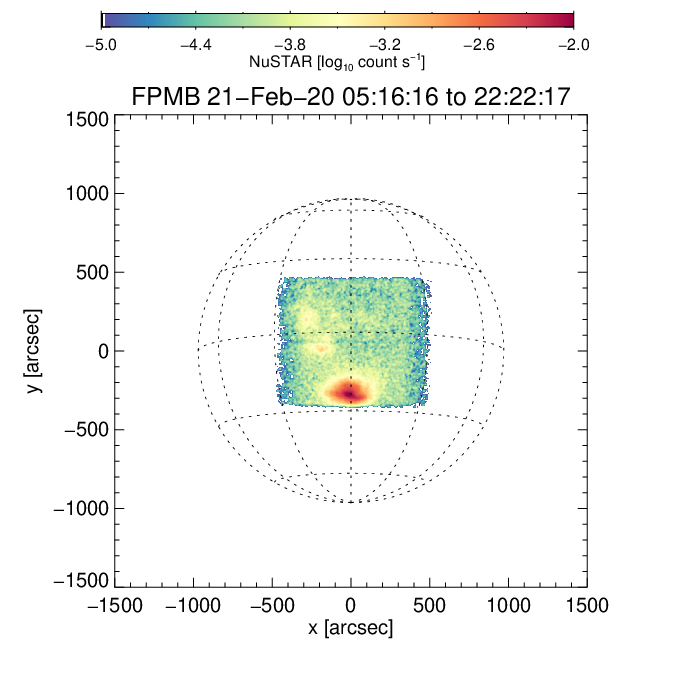 −5.0 −4.4 −3.8 −3.2 −2.6 −2.0
NuSTAR [log₁₀ count s⁻¹]
FPMB 21−Feb−20 05:16:16 to 22:22:17
1500
1000
500
0
−500
−1000
−1500
y [arcsec]
−1500 −1000 −500 0 500 1000 1500
x [arcsec]